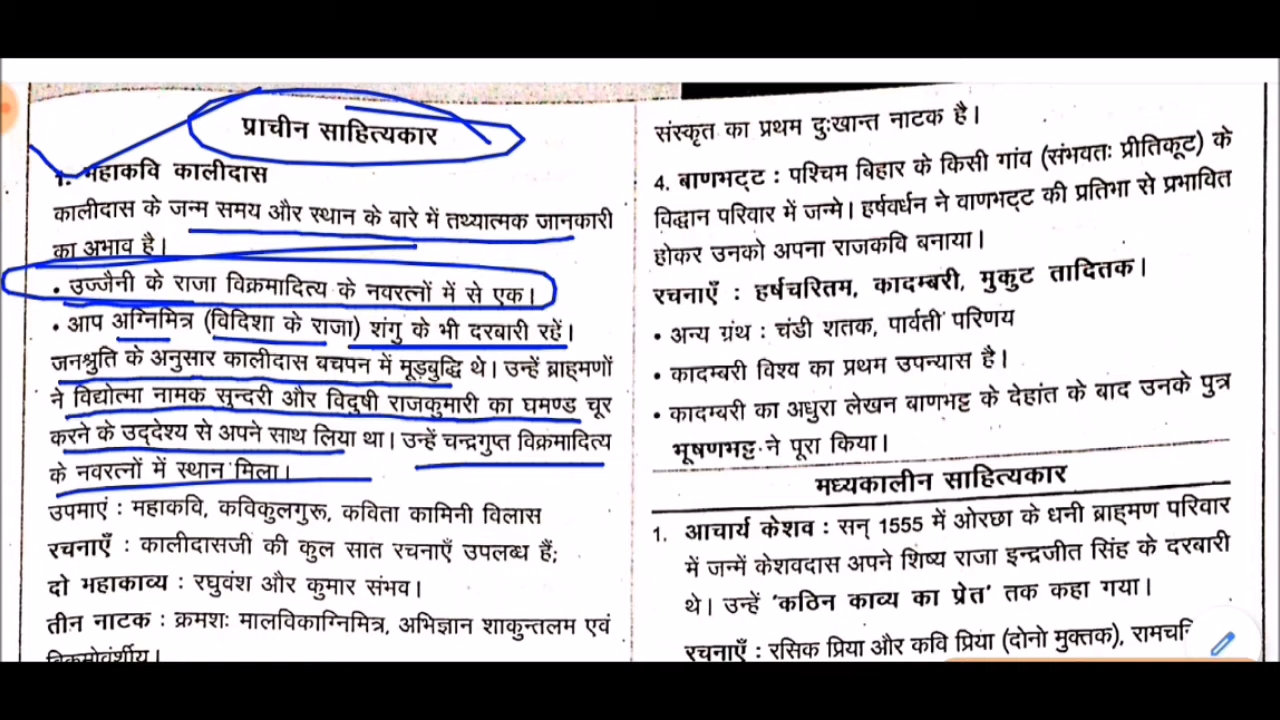 प्राचीन साहित्यकार
1. महाकवि कालीदास
कालीदास के जन्म समय और स्थान के बारे में तथ्यात्मक जानकारी
का अभाव है।
• उज्जैनी के राजा विक्रमादित्य के नवरत्नों में से एक।
• आप अग्निमित्र (विदिशा के राजा) शंगु के भी दरबारी रहें।
जनश्रुति के अनुसार कालीदास बचपन में मूड़बुद्धि थे। उन्हें ब्राह्मणों
ने विद्योत्मा नामक सुन्दरी और विदुषी राजकुमारी का घमण्ड चूर
करने के उद्देश्य से अपने साथ लिया था। उन्हें चन्द्रगुप्त विक्रमादित्य
के नवरत्नों में स्थान मिला।
उपमाएं : महाकवि, कविकुलगुरू, कविता कामिनी विलास
रचनाएँ : कालीदासजी की कुल सात रचनाएँ उपलब्ध हैं;
दो महाकाव्य : रघुवंश और कुमार संभव।
तीन नाटक : क्रमशः मालविकाग्निमित्र, अभिज्ञान शाकुन्तलम एवं
विक्रमोवंर्शीय।
संस्कृत का प्रथम दुःखान्त नाटक है।
4. बाणभट्ट : पश्चिम बिहार के किसी गांव (संभवतः प्रीतिकूट) के
विद्वान परिवार में जन्मे। हर्षवर्धन ने वाणभट्ट की प्रतिभा से प्रभावित
होकर उनको अपना राजकवि बनाया।
रचनाएँ : हर्षचरितम, कादम्बरी, मुकुट तादितक।
• अन्य ग्रंथ : चंडी शतक, पार्वती परिणय
• कादम्बरी विश्व का प्रथम उपन्यास है।
• कादम्बरी का अधुरा लेखन बाणभट्ट के देहांत के बाद उनके पुत्र
भूषणभट्ट ने पूरा किया।
मध्यकालीन साहित्यकार
1. आचार्य केशव : सन् 1555 में ओरछा के धनी ब्राह्मण परिवार
में जन्में केशवदास अपने शिष्य राजा इन्द्रजीत सिंह के दरबारी
थे। उन्हें 'कठिन काव्य का प्रेत' तक कहा गया।
रचनाएँ : रसिक प्रिया और कवि प्रिया (दोनो मुक्तक),